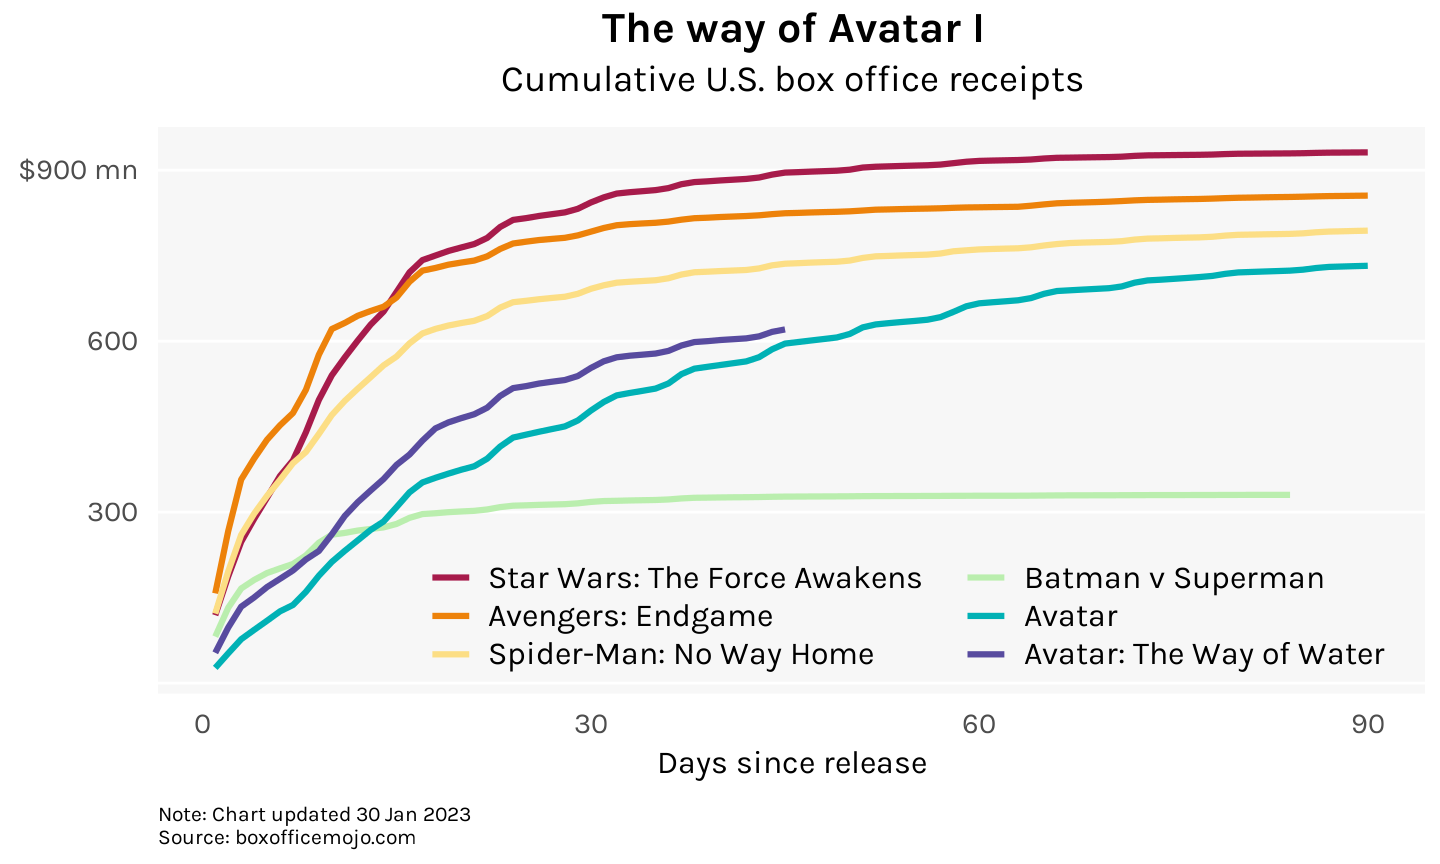 The way of Avatar I
Cumulative U.S. box office receipts
$900 mn
600
300
Star Wars: The Force Awakens
Avengers: Endgame
Spider-Man: No Way Home
Batman v Superman
Avatar
Avatar: The Way of Water
0 30 60 90
Days since release
Note: Chart updated 30 Jan 2023
Source: boxofficemojo.com